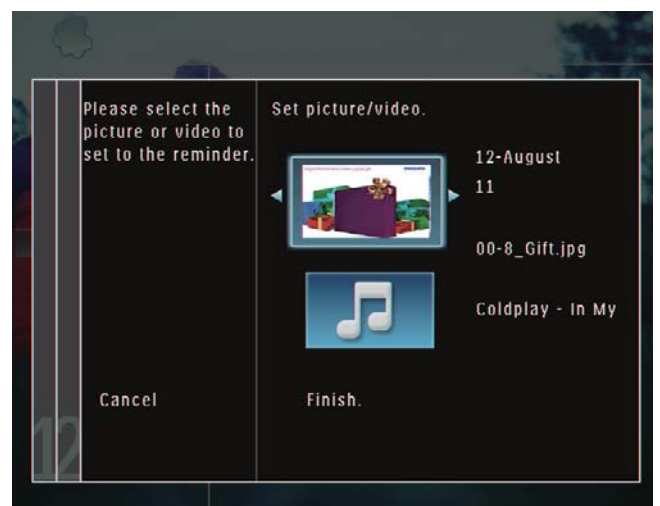 Please select the
picture or video to
set to the reminder.
Set picture/video.
12-August
11
00-8_Gift.jpg
Coldplay - In My
Cancel
Finish.
12